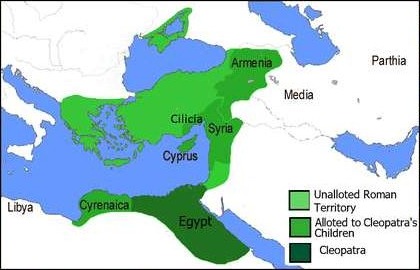 Armenia
Parthia
Media
Cilicia
Syria
Cyprus
Unalloted Roman
Territory
Libya
Cyrenaica
Egypt
Alloted to Cleopatra's
Children
Cleopatra